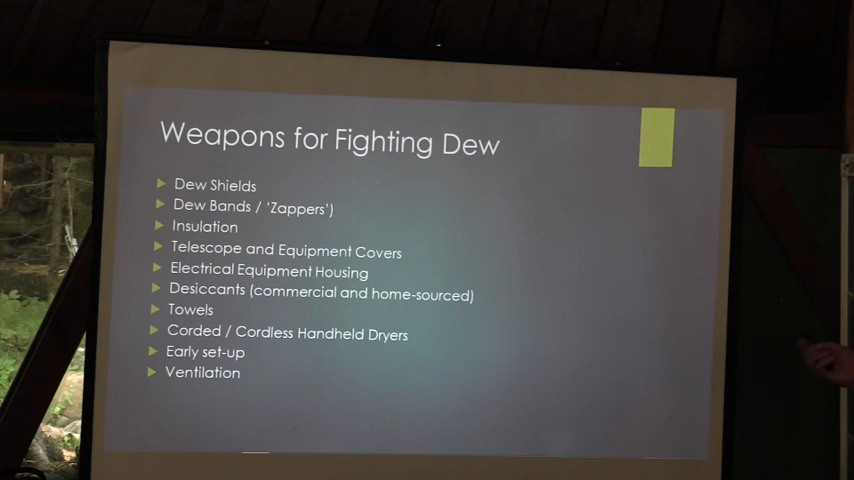 Weapons for Fighting Dew
Dew Shields
Dew Bands / ‘Zappers’)
Insulation
Telescope and Equipment Covers
Electrical Equipment Housing
Desiccants (commercial and home-sourced)
Towels
Corded / Cordless Handheld Dryers
Early set-up
Ventilation